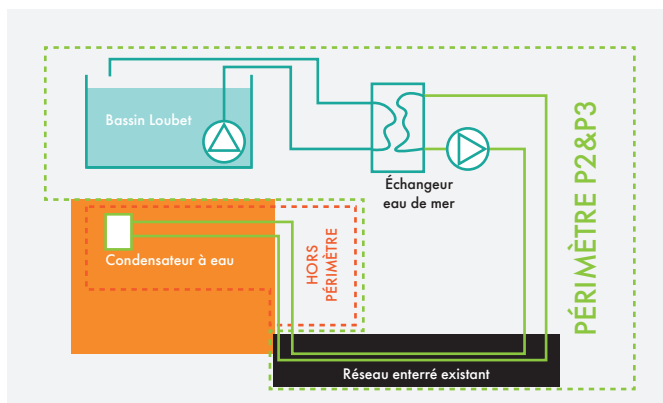 Bassin Loubet
Échangeur
eau de mer
PÉRIMÈTRE P2&P3
Condensateur à eau
HORS
PÉRIMÈTRE
Réseau enterré existant